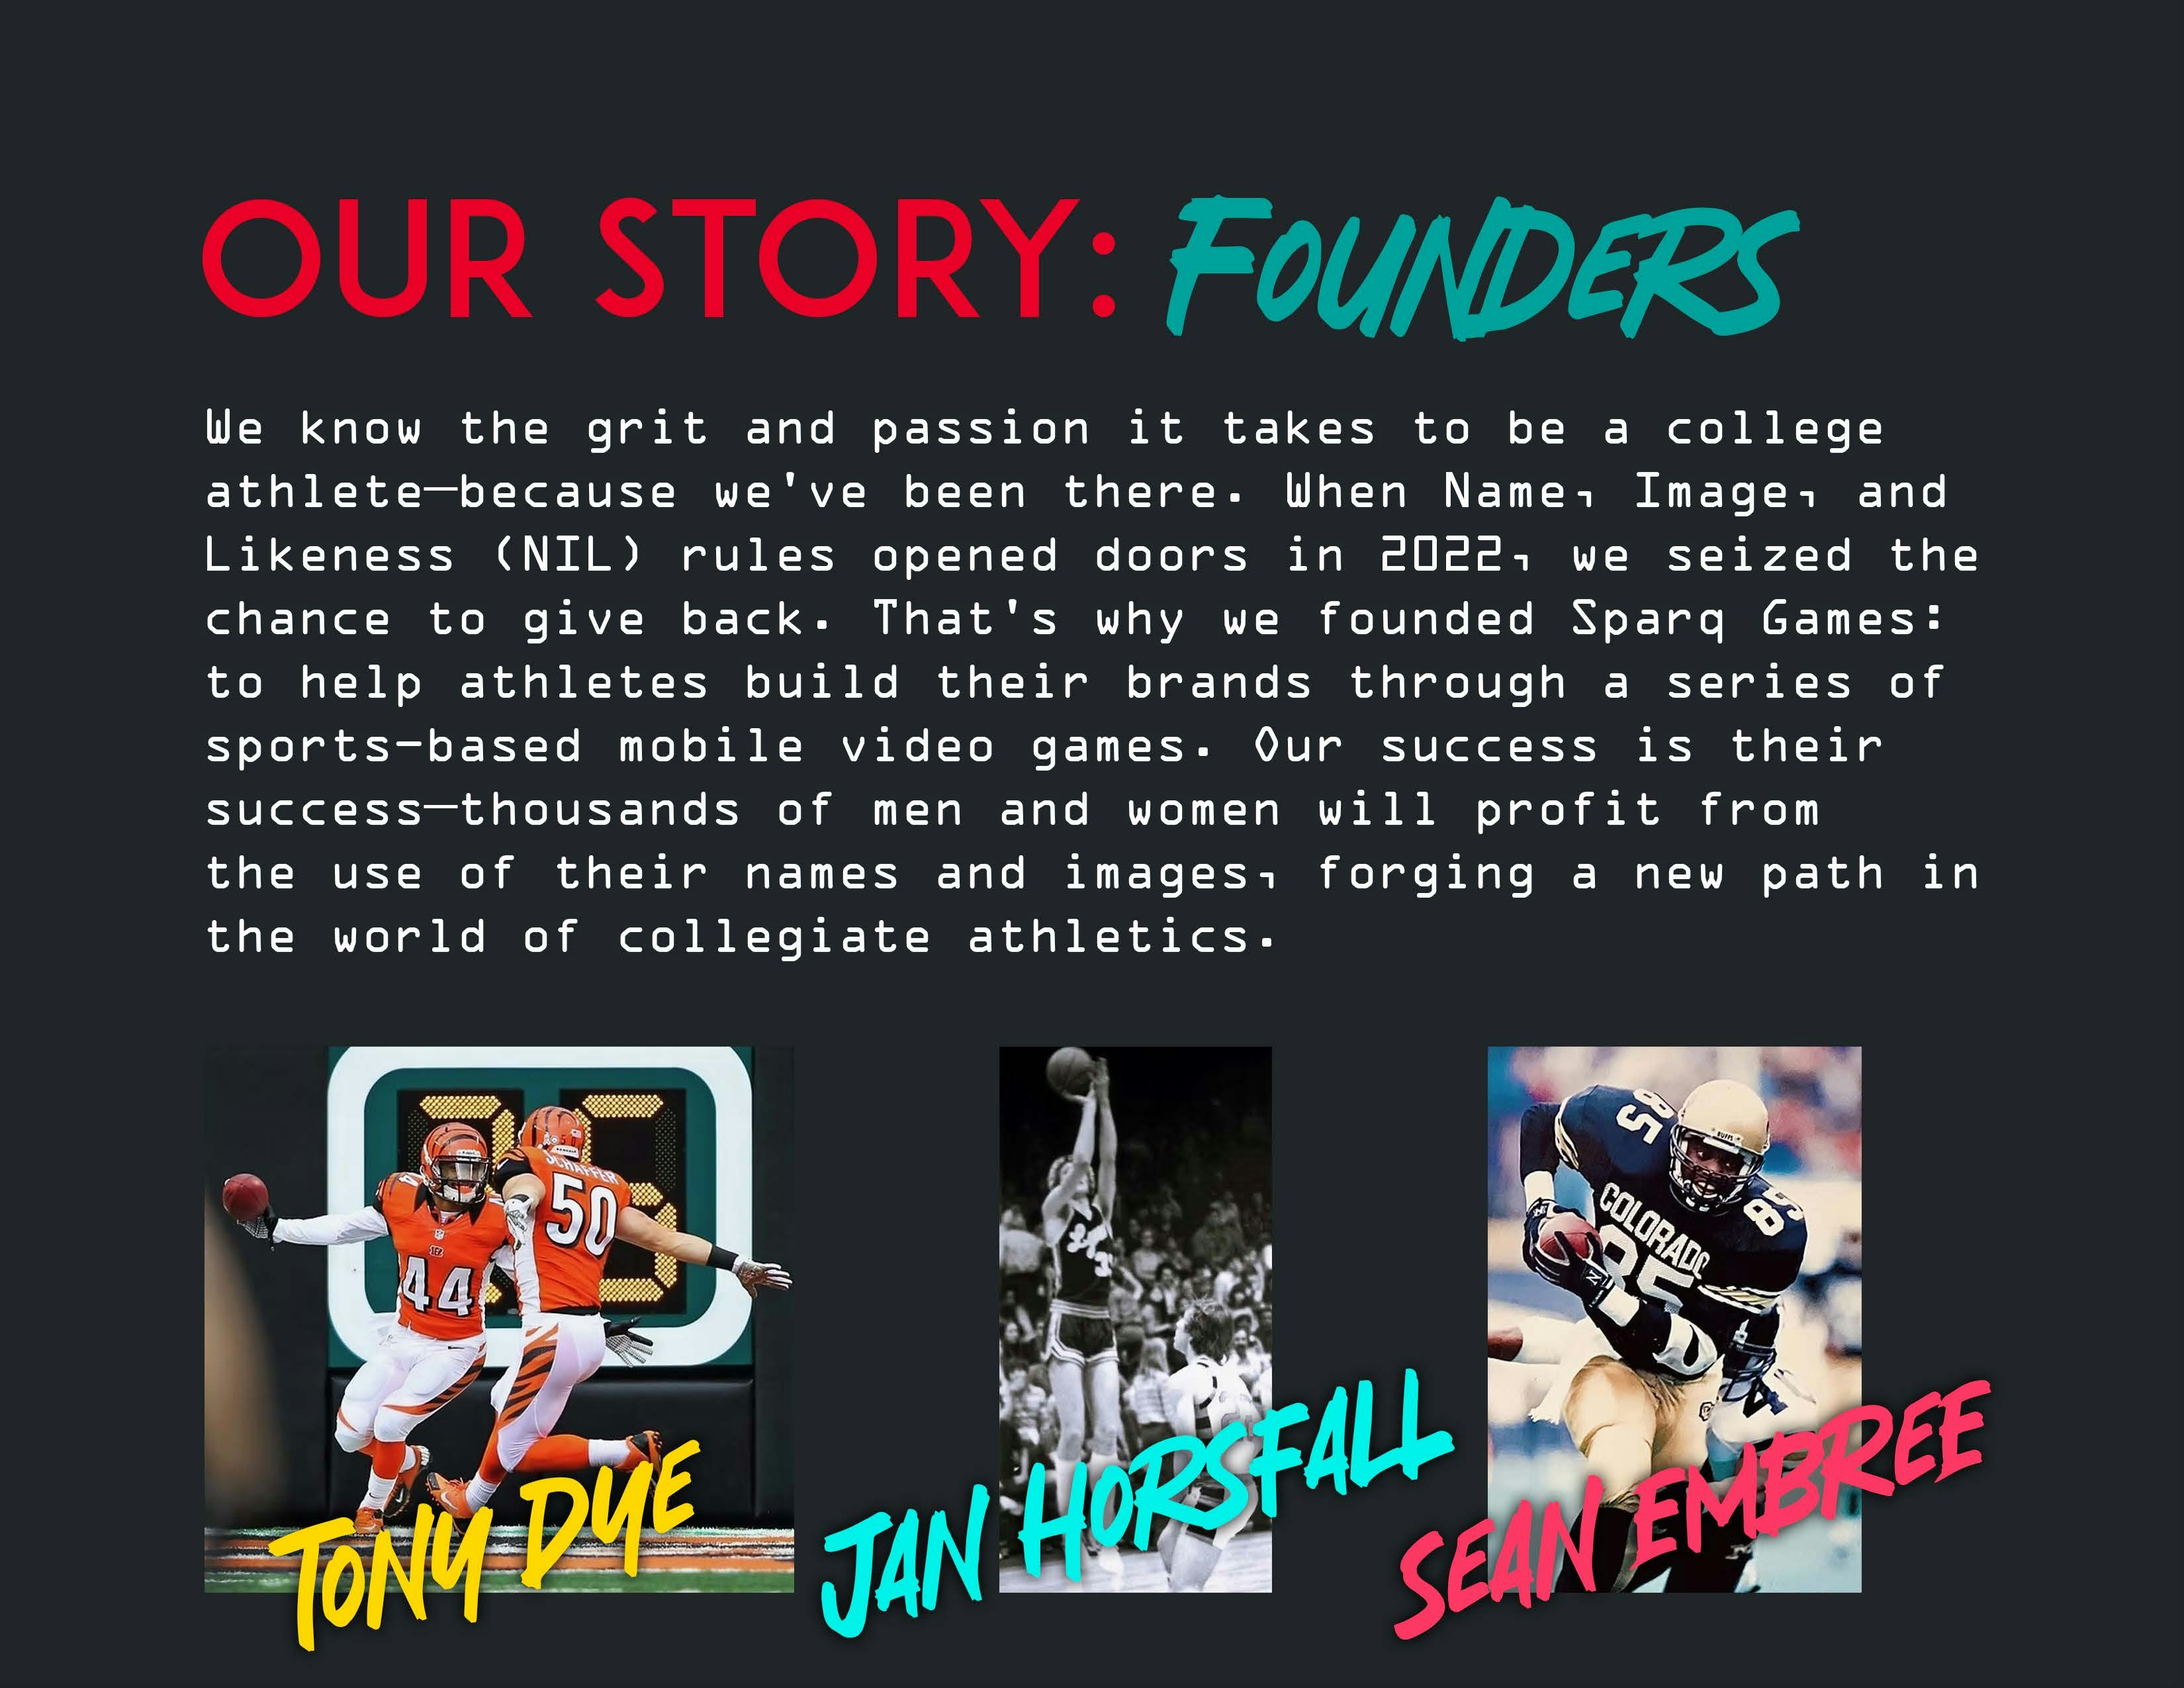 OUR STORY: FOUNDERS
We know the grit and passion it takes to be a college
athlete—because we've been there. When Name, Image, and
Likeness (NIL) rules opened doors in 2022, we seized the
chance to give back. That's why we founded Sparq Games:
to help athletes build their brands through a series of
sports-based mobile video games. Our success is their
success—thousands of men and women will profit from
the use of their names and images, forging a new path in
the world of collegiate athletics.
SCHAFFER
50
44
85
85
COLORADO
85
TONY DYE
JAN HORSFALL
SEAN EMBREE